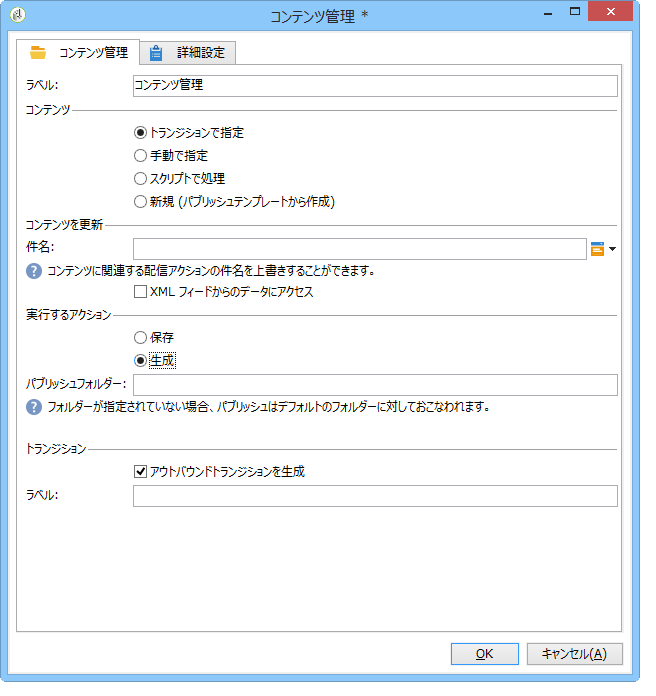 コンテンツ管理 *
コンテンツ管理 詳細設定
ラベル: コンテンツ管理
コンテンツ
トランジションで指定
手動で指定
スクリプトで処理
新規 (パブリッシュテンプレートから作成)
コンテンツを更新
件名:
コンテンツに関連する配信アクションの件名を上書きすることができます。
XML フィードからのデータにアクセス
実行するアクション
保存
生成
パブリッシュフォルダー:
フォルダーが指定されていない場合、パブリッシュはデフォルトのフォルダーに対しておこなわれます。
トランジション
アウトバウンドトランジションを生成
ラベル:
OK キャンセル(A)